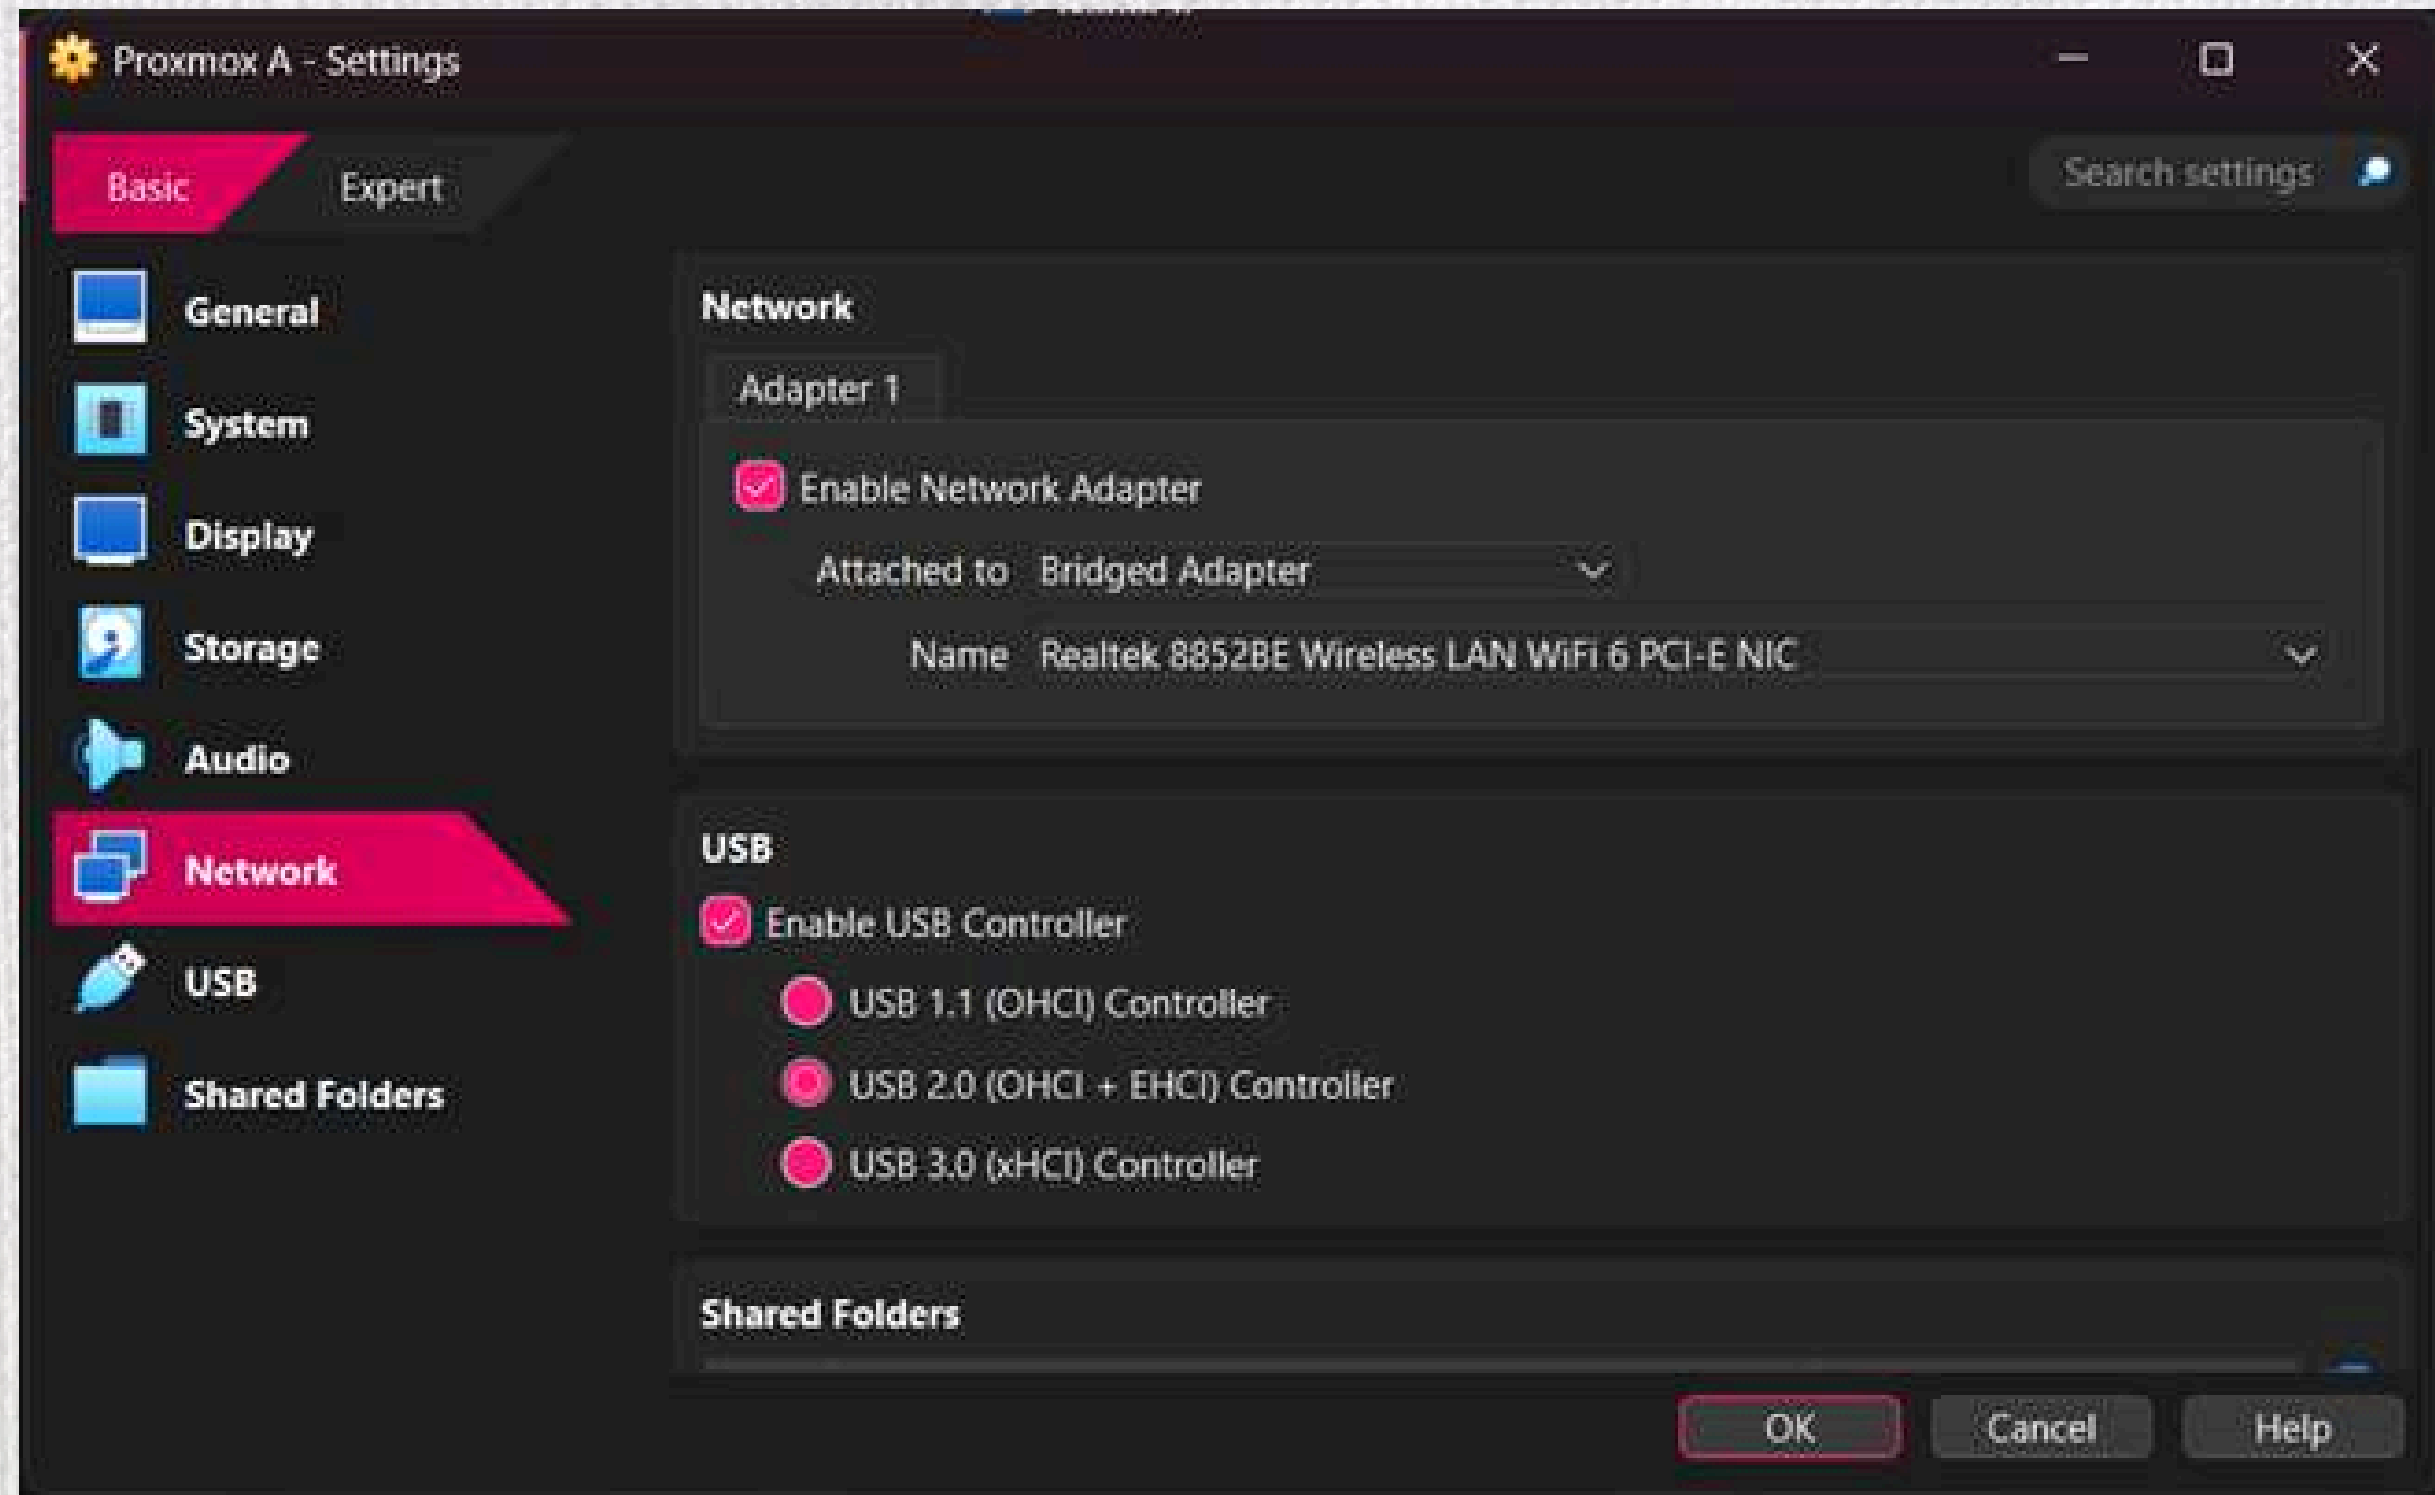 Proxmox A - Settings
Basic
Expert
Search settings
General
System
Display
Storage
Audio
Network
USB
Shared Folders
Network
Adapter 1
Enable Network Adapter
Attached to Bridged Adapter
Name Realtek 8852BE Wireless LAN WiFi 6 PCI-E NIC
USB
Enable USB Controller
USB 1.1 (OHCI) Controller
USB 2.0 (OHCI + EHCI) Controller
USB 3.0 (xHCI) Controller
Shared Folders
OK
Cancel
Help